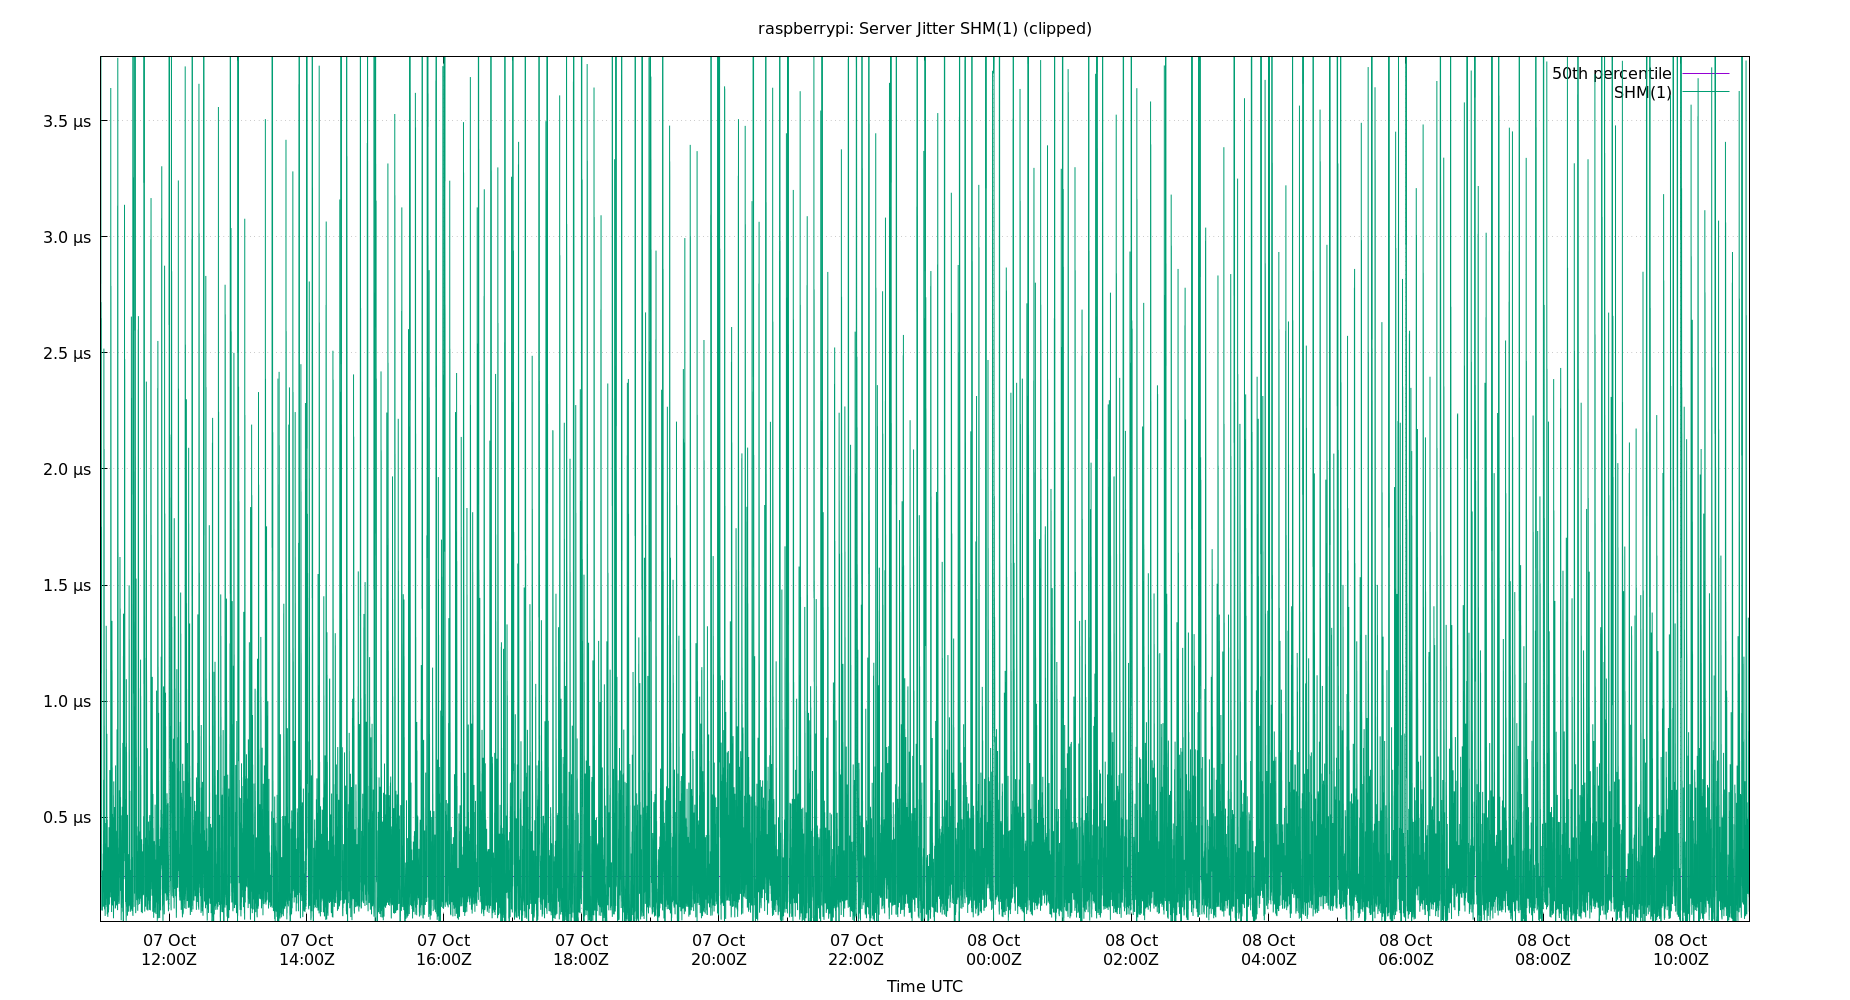 raspberrypi: Server Jitter SHM(1) (clipped)
50th percentile
SHM(1)
3.5 µs
3.0 µs
2.5 µs
2.0 µs
1.5 µs
1.0 µs
0.5 µs
07 Oct 07 Oct 07 Oct 07 Oct 07 Oct 07 Oct 08 Oct 08 Oct 08 Oct 08 Oct 08 Oct 08 Oct
12:00Z 14:00Z 16:00Z 18:00Z 20:00Z 22:00Z 00:00Z 02:00Z 04:00Z 06:00Z 08:00Z 10:00Z
Time UTC